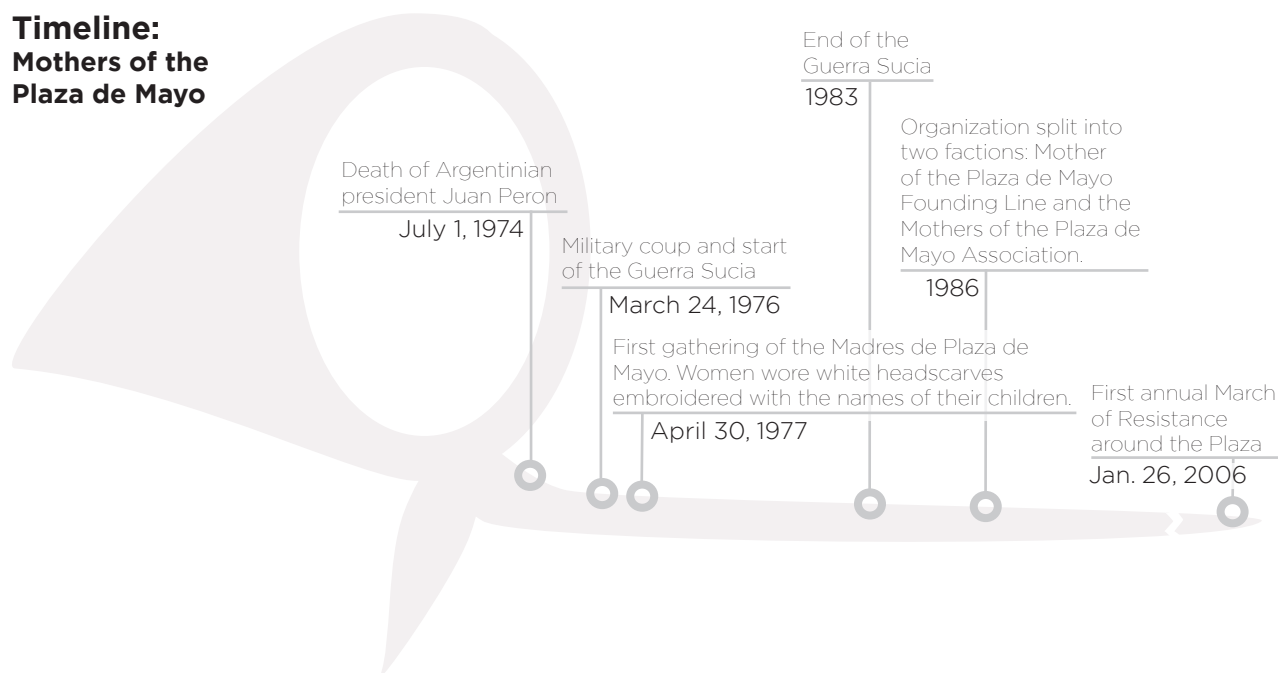 Timeline:
Mothers of the
Plaza de Mayo
Death of Argentinian
president Juan Peron
July 1, 1974
Military coup and start
of the Guerra Sucia
March 24, 1976
First gathering of the Madres de Plaza de
Mayo. Women wore white headscarves
embroidered with the names of their children.
April 30, 1977
End of the
Guerra Sucia
1983
Organization split into
two factions: Mother
of the Plaza de Mayo
Founding Line and the
Mothers of the Plaza de
Mayo Association.
1986
First annual March
of Resistance
around the Plaza
Jan. 26, 2006